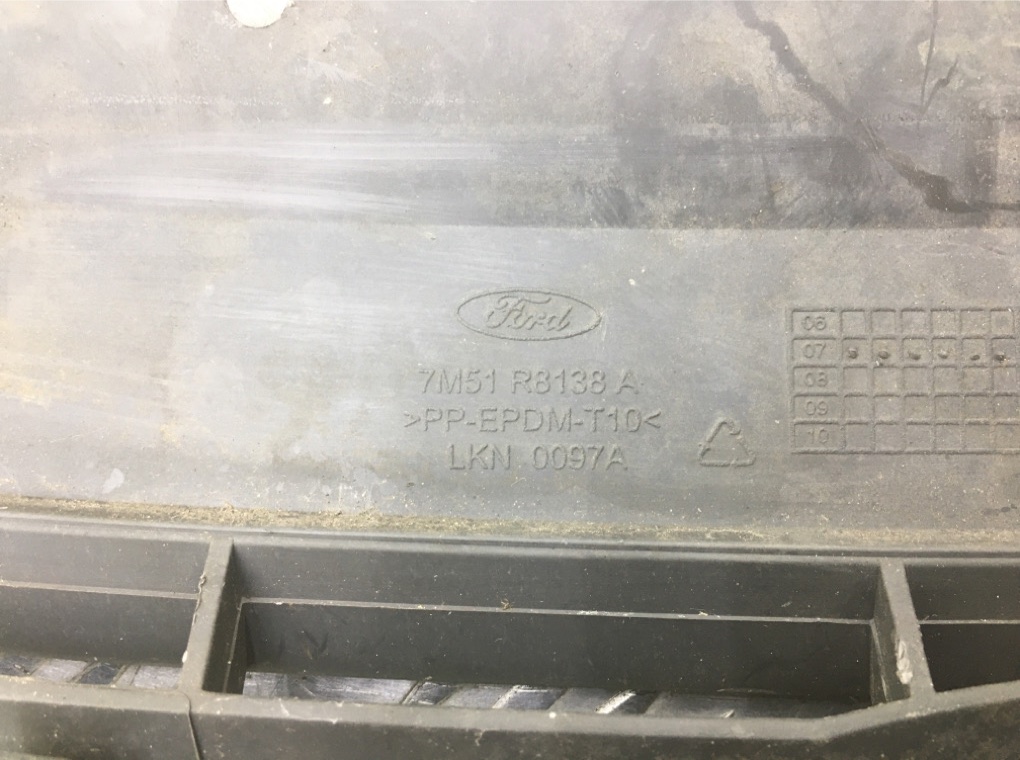 Ford
7M51 R8138 A
>PP-EPDM-T10<
LKN 0097A
06
07
08
09
10